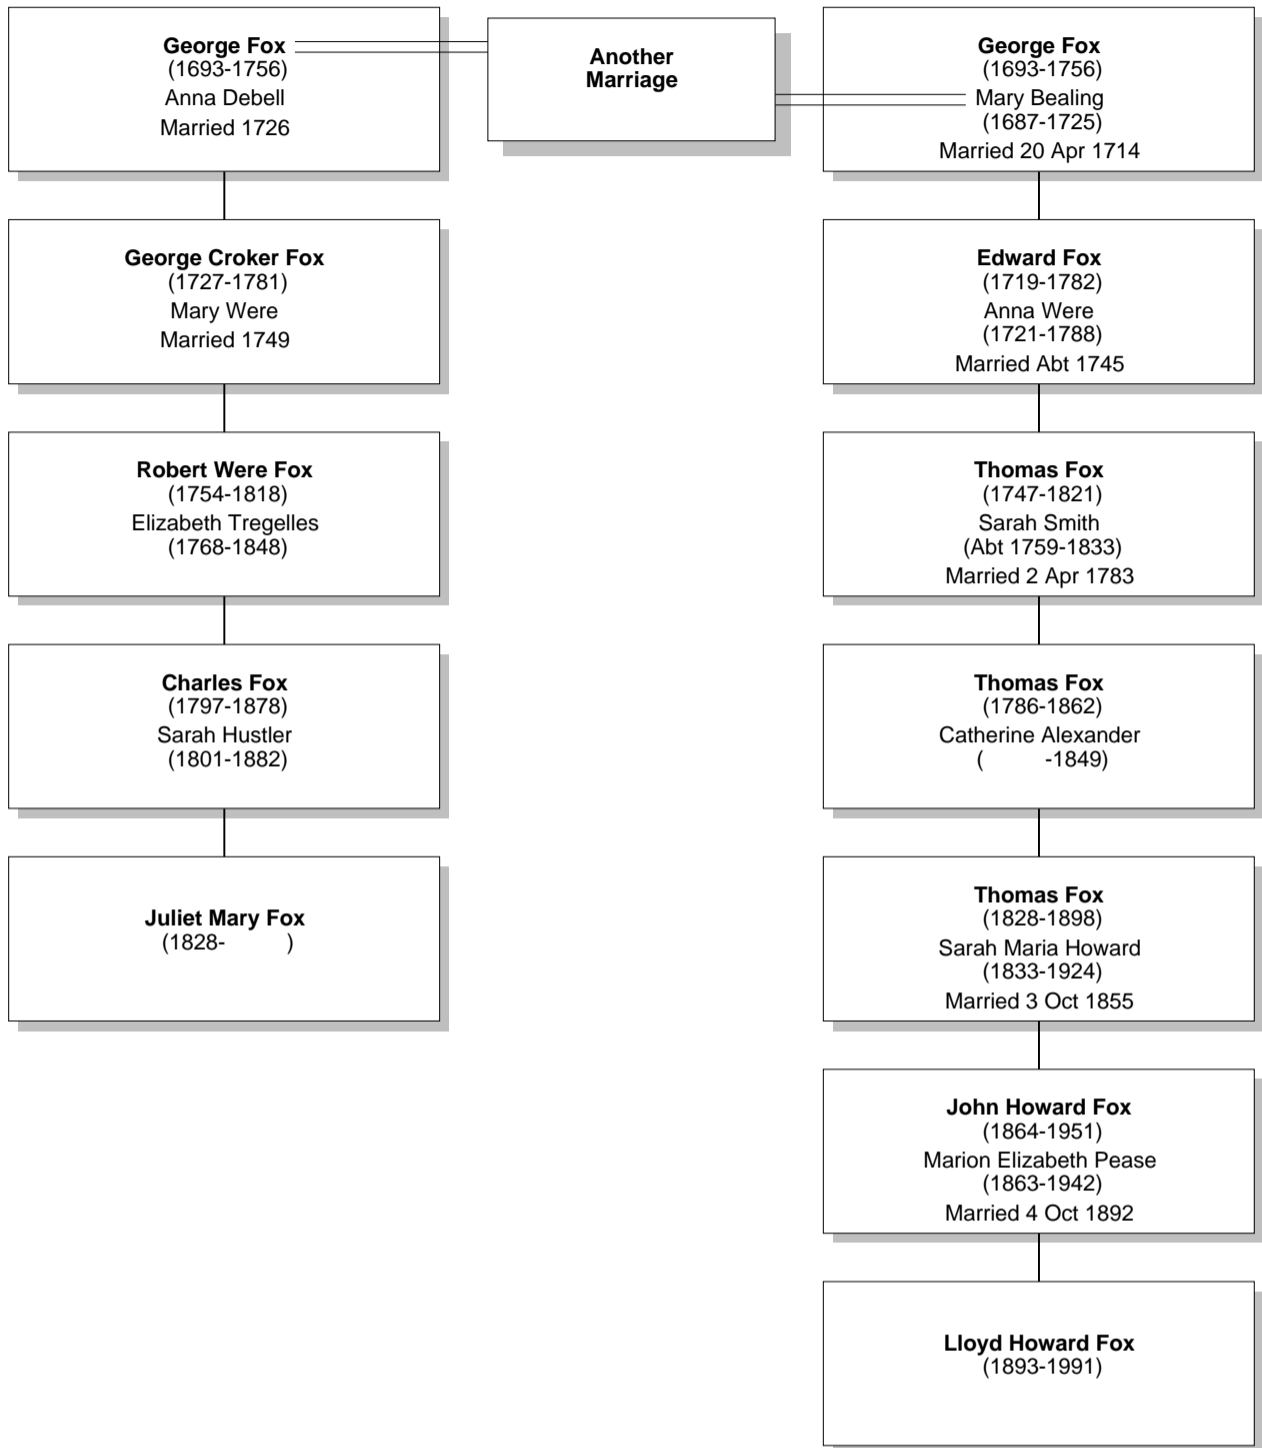 George Fox
(1693-1756)
Anna Debell
Married 1726
Another
Marriage
George Fox
(1693-1756)
Mary Bealing
(1687-1725)
Married 20 Apr 1714
George Croker Fox
(1727-1781)
Mary Were
Married 1749
Edward Fox
(1719-1782)
Anna Were
(1721-1788)
Married Abt 1745
Robert Were Fox
(1754-1818)
Elizabeth Tregelles
(1768-1848)
Thomas Fox
(1747-1821)
Sarah Smith
(Abt 1759-1833)
Married 2 Apr 1783
Charles Fox
(1797-1878)
Sarah Hustler
(1801-1882)
Thomas Fox
(1786-1862)
Catherine Alexander
( -1849)
Juliet Mary Fox
(1828- )
Thomas Fox
(1828-1898)
Sarah Maria Howard
(1833-1924)
Married 3 Oct 1855
John Howard Fox
(1864-1951)
Marion Elizabeth Pease
(1863-1942)
Married 4 Oct 1892
Lloyd Howard Fox
(1893-1991)